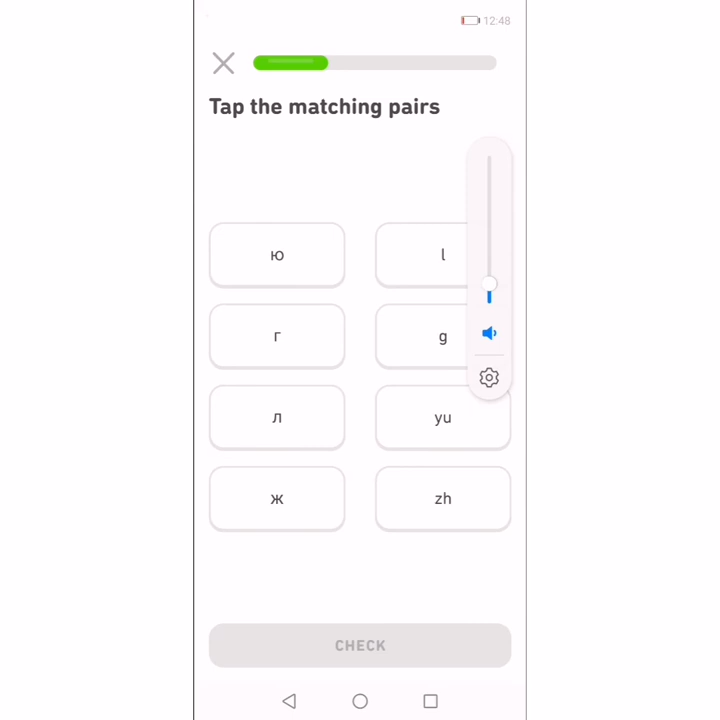 12:48
Tap the matching pairs
ю l
г g
л yu
ж zh
CHECK